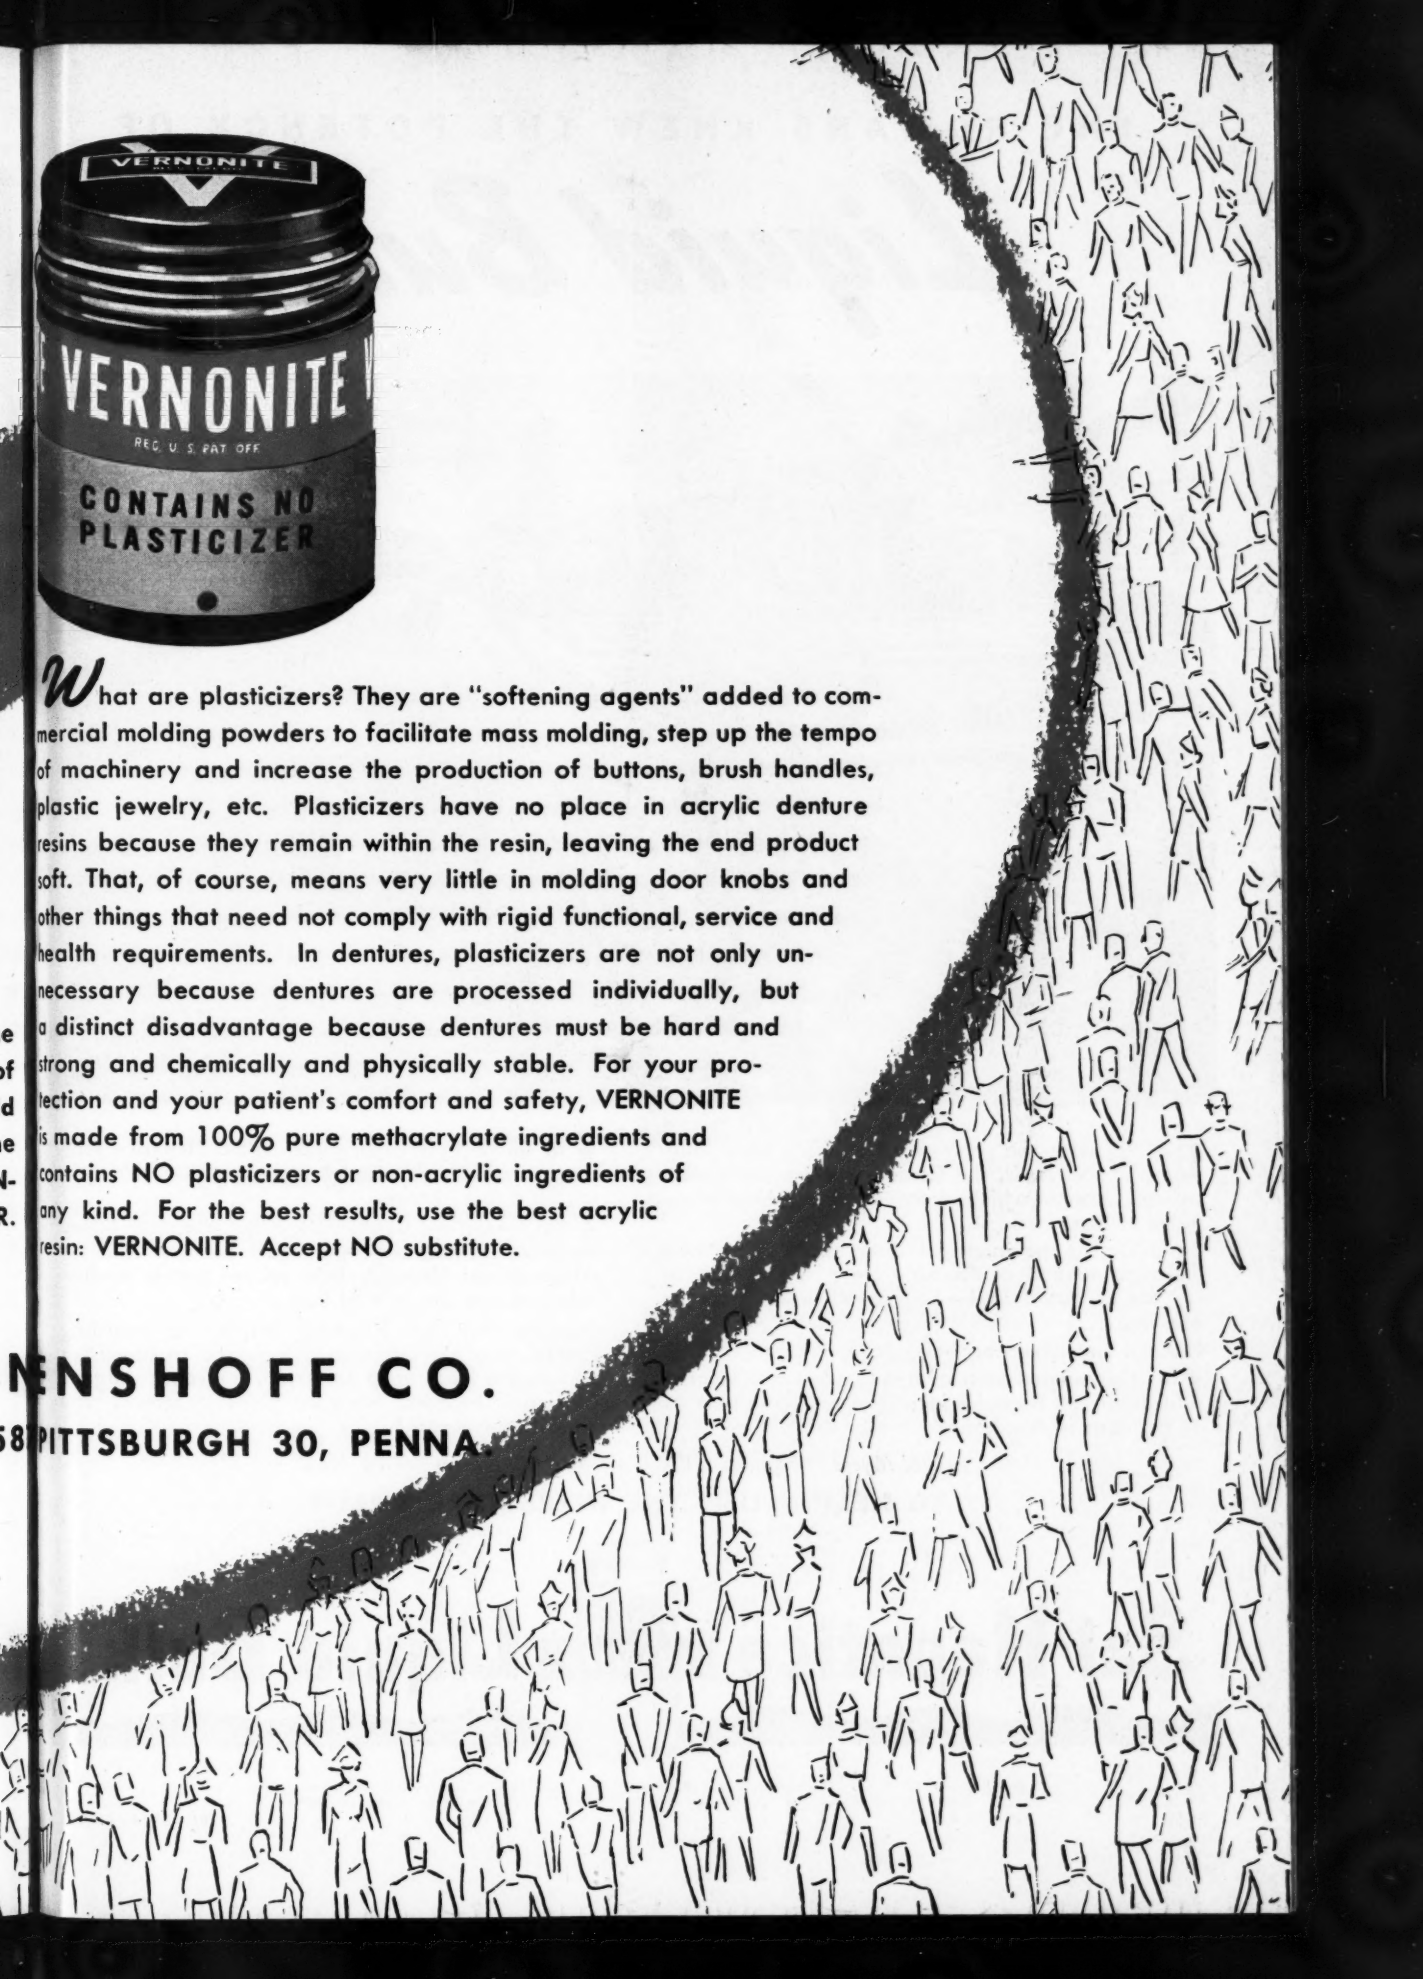 VERNONITE
VERNONITE V
REG. U. S. PAT. OFF.
CONTAINS NO
PLASTICIZER
What are plasticizers? They are “softening agents” added to com-
mercial molding powders to facilitate mass molding, step up the tempo
of machinery and increase the production of buttons, brush handles,
plastic jewelry, etc. Plasticizers have no place in acrylic denture
resins because they remain within the resin, leaving the end product
soft. That, of course, means very little in molding door knobs and
other things that need not comply with rigid functional, service and
health requirements. In dentures, plasticizers are not only un-
necessary because dentures are processed individually, but
a distinct disadvantage because dentures must be hard and
e
strong and chemically and physically stable. For your pro-
of
tection and your patient's comfort and safety, VERNONITE
d
is made from 100% pure methacrylate ingredients and
ne
contains NO plasticizers or non-acrylic ingredients of
N-
any kind. For the best results, use the best acrylic
R.
resin: VERNONITE. Accept NO substitute.
NENSHOFF CO.
587 PITTSBURGH 30, PENNA.